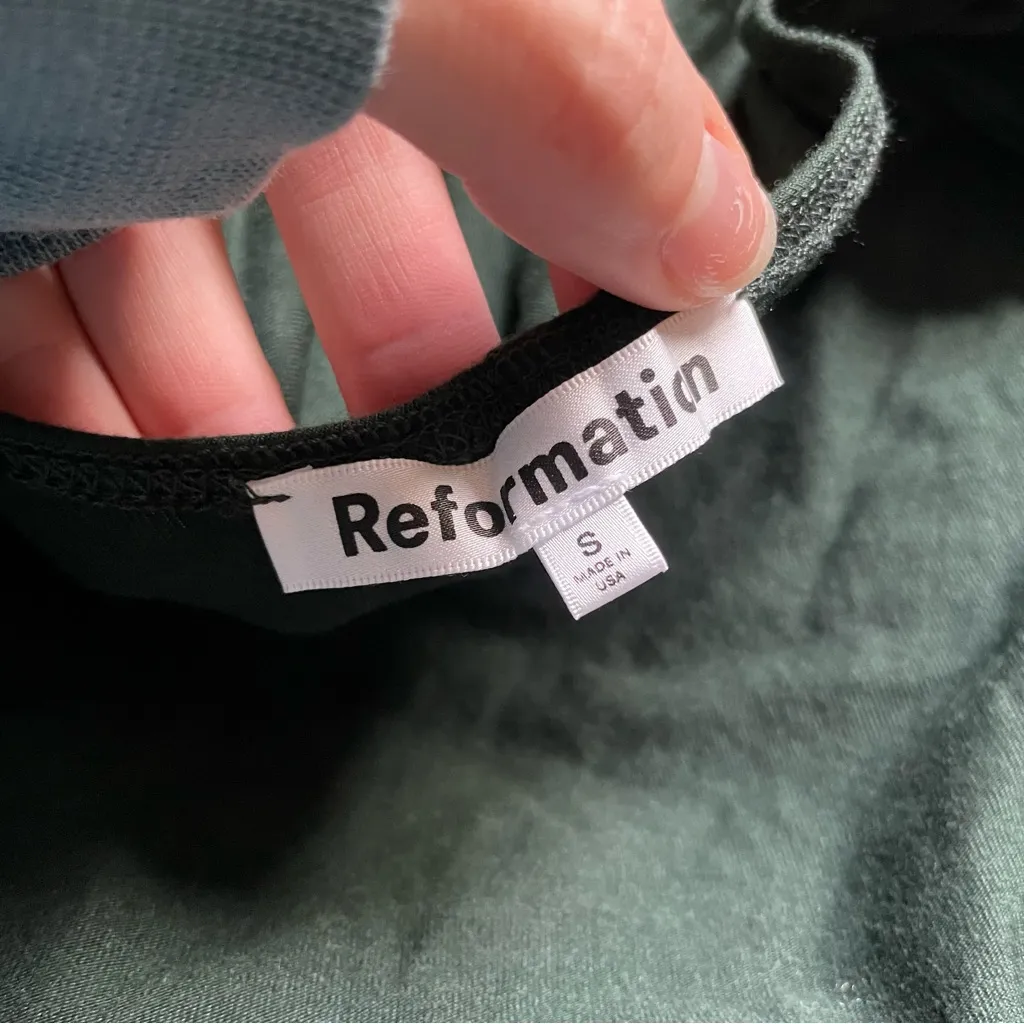 Reformation
S
MADE IN
USA